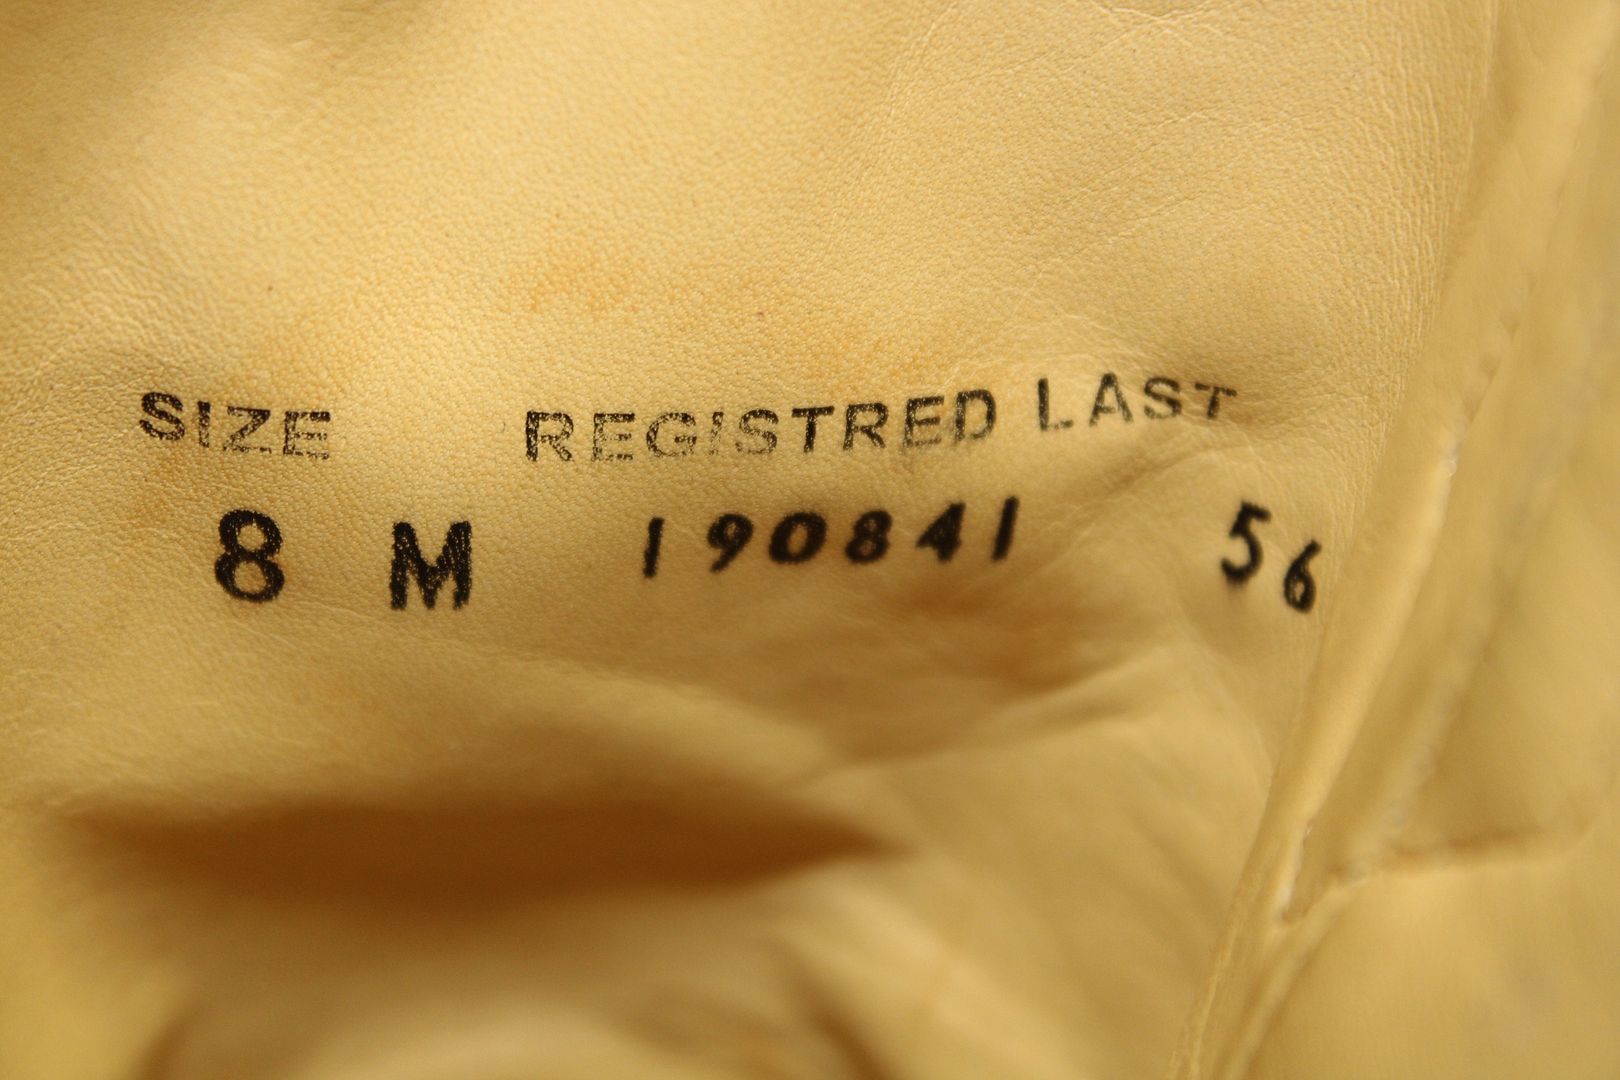 SIZE REGISTRED LAST
8 M 190841 56